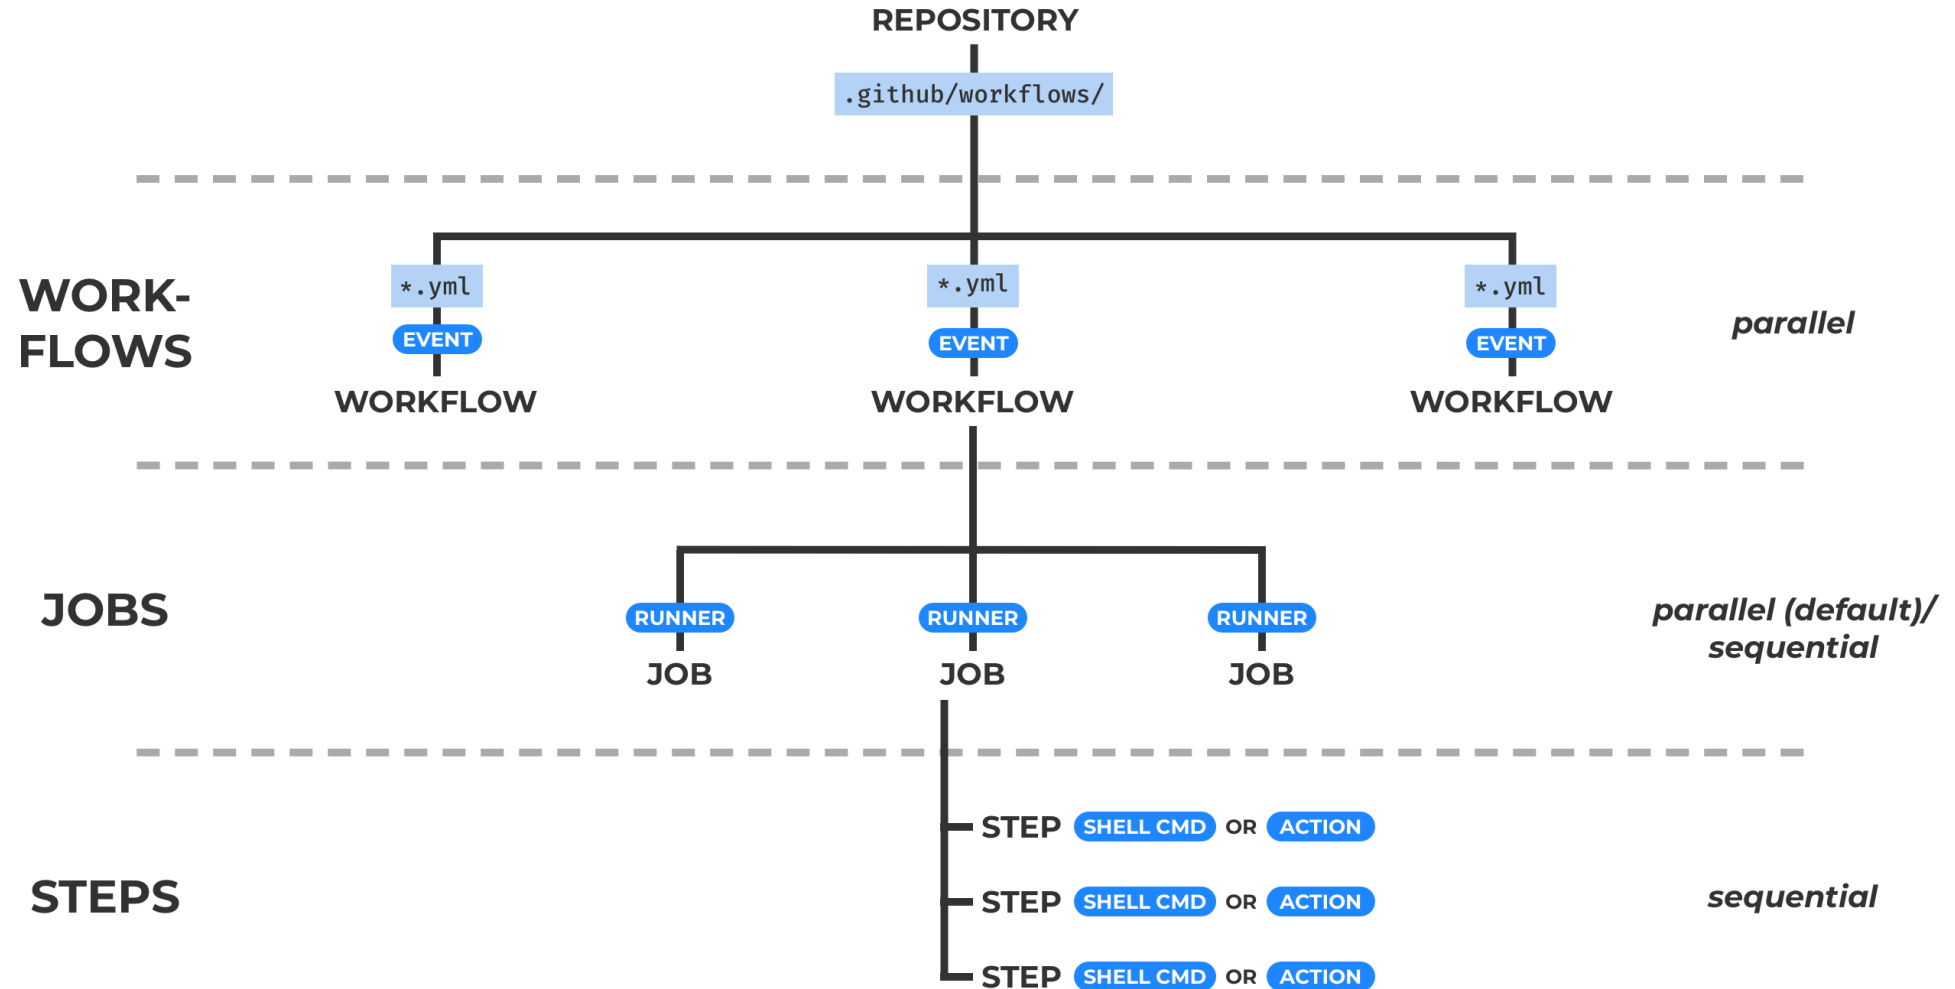 REPOSITORY
.github/workflows/
WORK-
FLOWS
*.yml *.yml *.yml
EVENT EVENT EVENT
parallel
WORKFLOW WORKFLOW WORKFLOW
JOBS
RUNNER RUNNER RUNNER
parallel (default)/
sequential
JOB JOB JOB
STEP SHELL CMD OR ACTION
STEPS
STEP SHELL CMD OR ACTION
sequential
STEP SHELL CMD OR ACTION